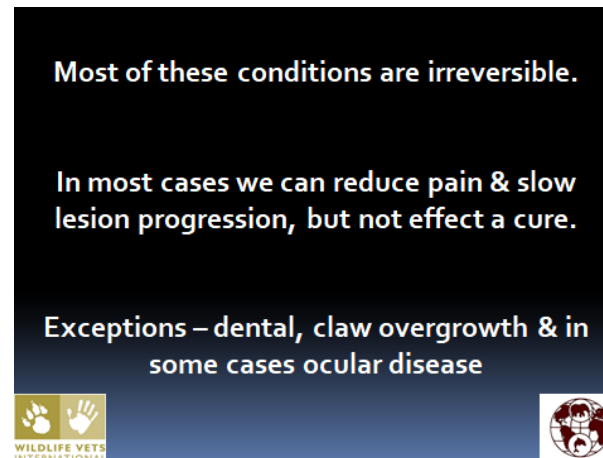 Most of these conditions are irreversible.
In most cases we can reduce pain & slow
lesion progression, but not effect a cure.
Exceptions – dental, claw overgrowth & in
some cases ocular disease
WILDLIFE VETS
INTERNATIONAL